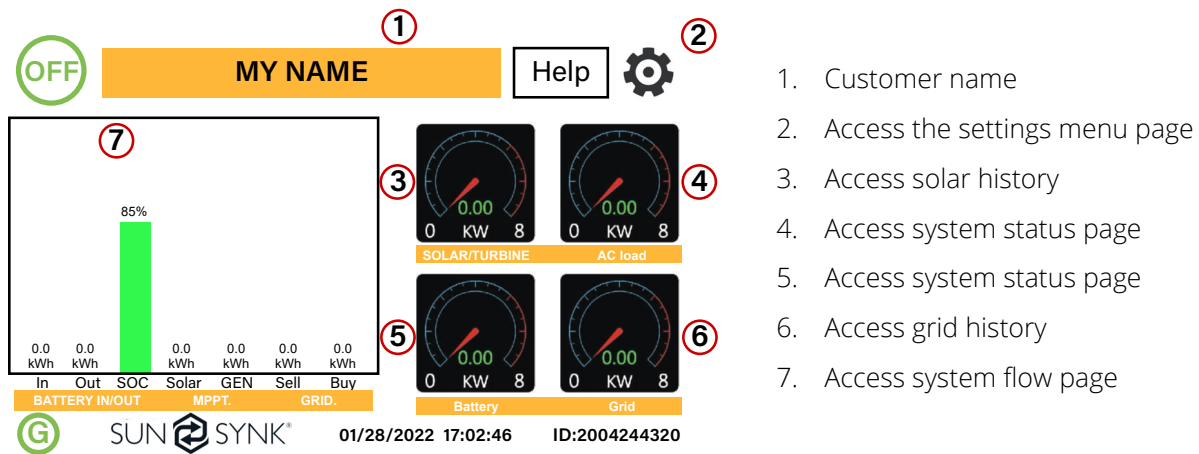 1
2
OFF
MY NAME
Help
7
85%
0.0 0.0 0.0 0.0 0.0 0.0
kWh kWh kWh kWh kWh kWh
In Out SOC Solar GEN Sell Buy
BATTERY IN/OUT MPPT. GRID.
3
0.00
0 KW 8
SOLAR/TURBINE
4
0.00
0 KW 8
AC load
5
0.00
0 KW 8
Battery
6
0.00
0 KW 8
Grid
G
SUN SYNK®
01/28/2022 17:02:46 ID:2004244320
1. Customer name
2. Access the settings menu page
3. Access solar history
4. Access system status page
5. Access system status page
6. Access grid history
7. Access system flow page